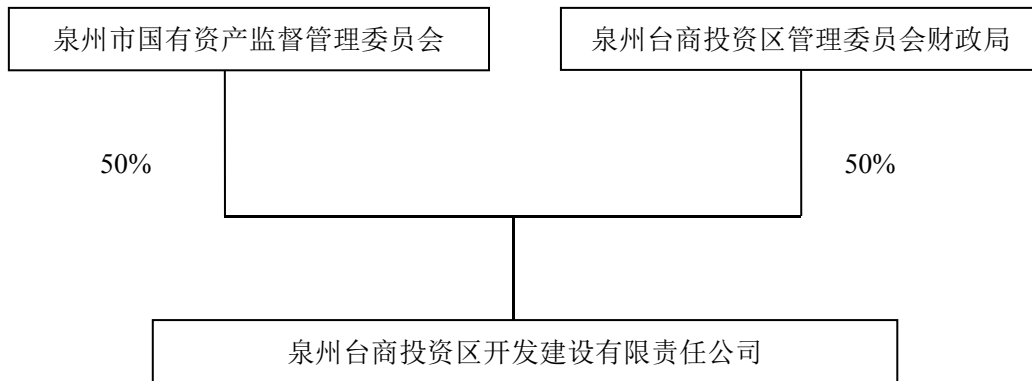 泉州市国有资产监督管理委员会
泉州台商投资区管理委员会财政局
50%
50%
泉州台商投资区开发建设有限责任公司